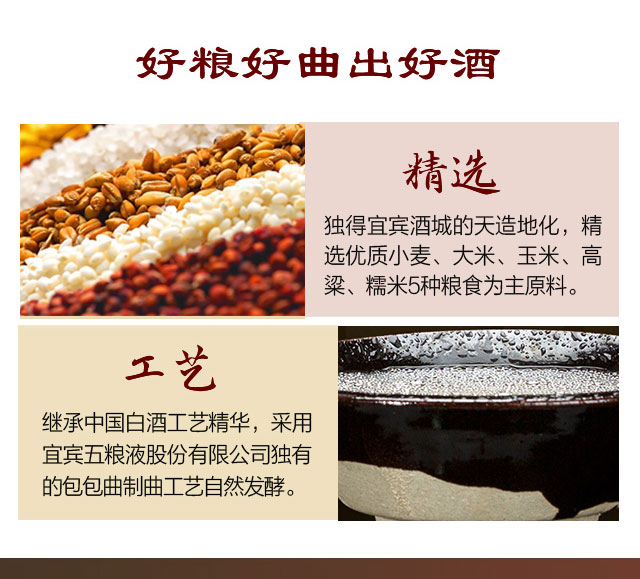 好粮好曲出好酒
精选
独得宜宾酒城的天造地化，精
选优质小麦、大米、玉米、高
粱、糯米5种粮食为主原料。
工艺
继承中国白酒工艺精华，采用
宜宾五粮液股份有限公司独有
的包包曲制曲工艺自然发酵。